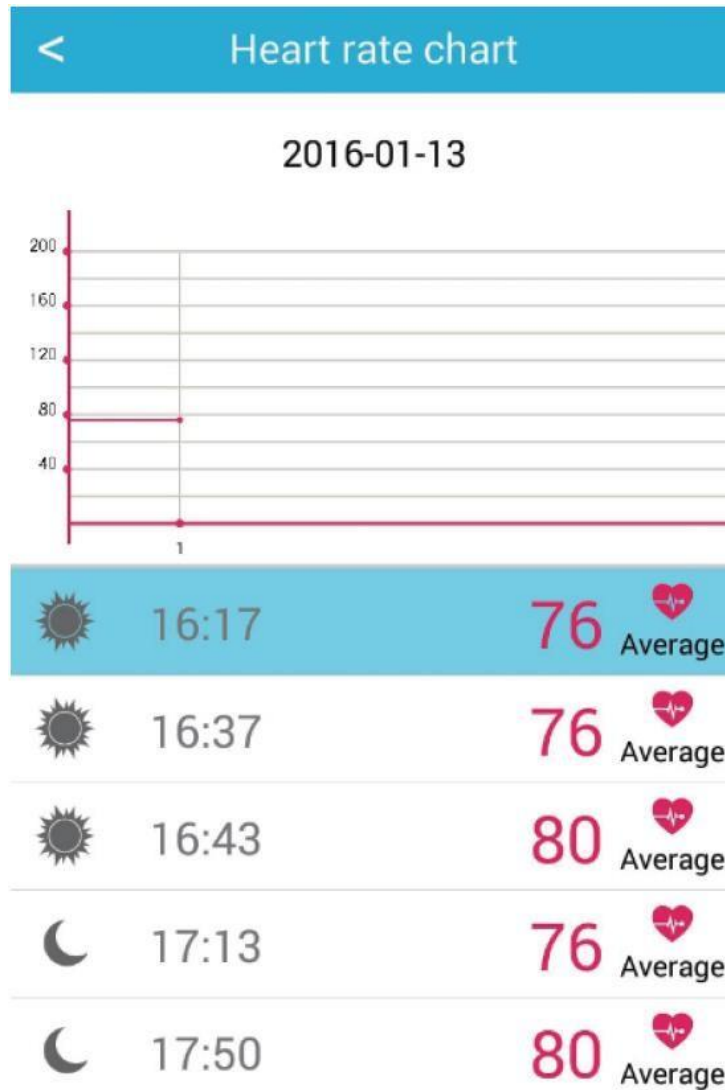 < Heart rate chart
2016-01-13
200
160
120
80
40
1
16:17 76 Average
16:37 76 Average
16:43 80 Average
17:13 76 Average
17:50 80 Average